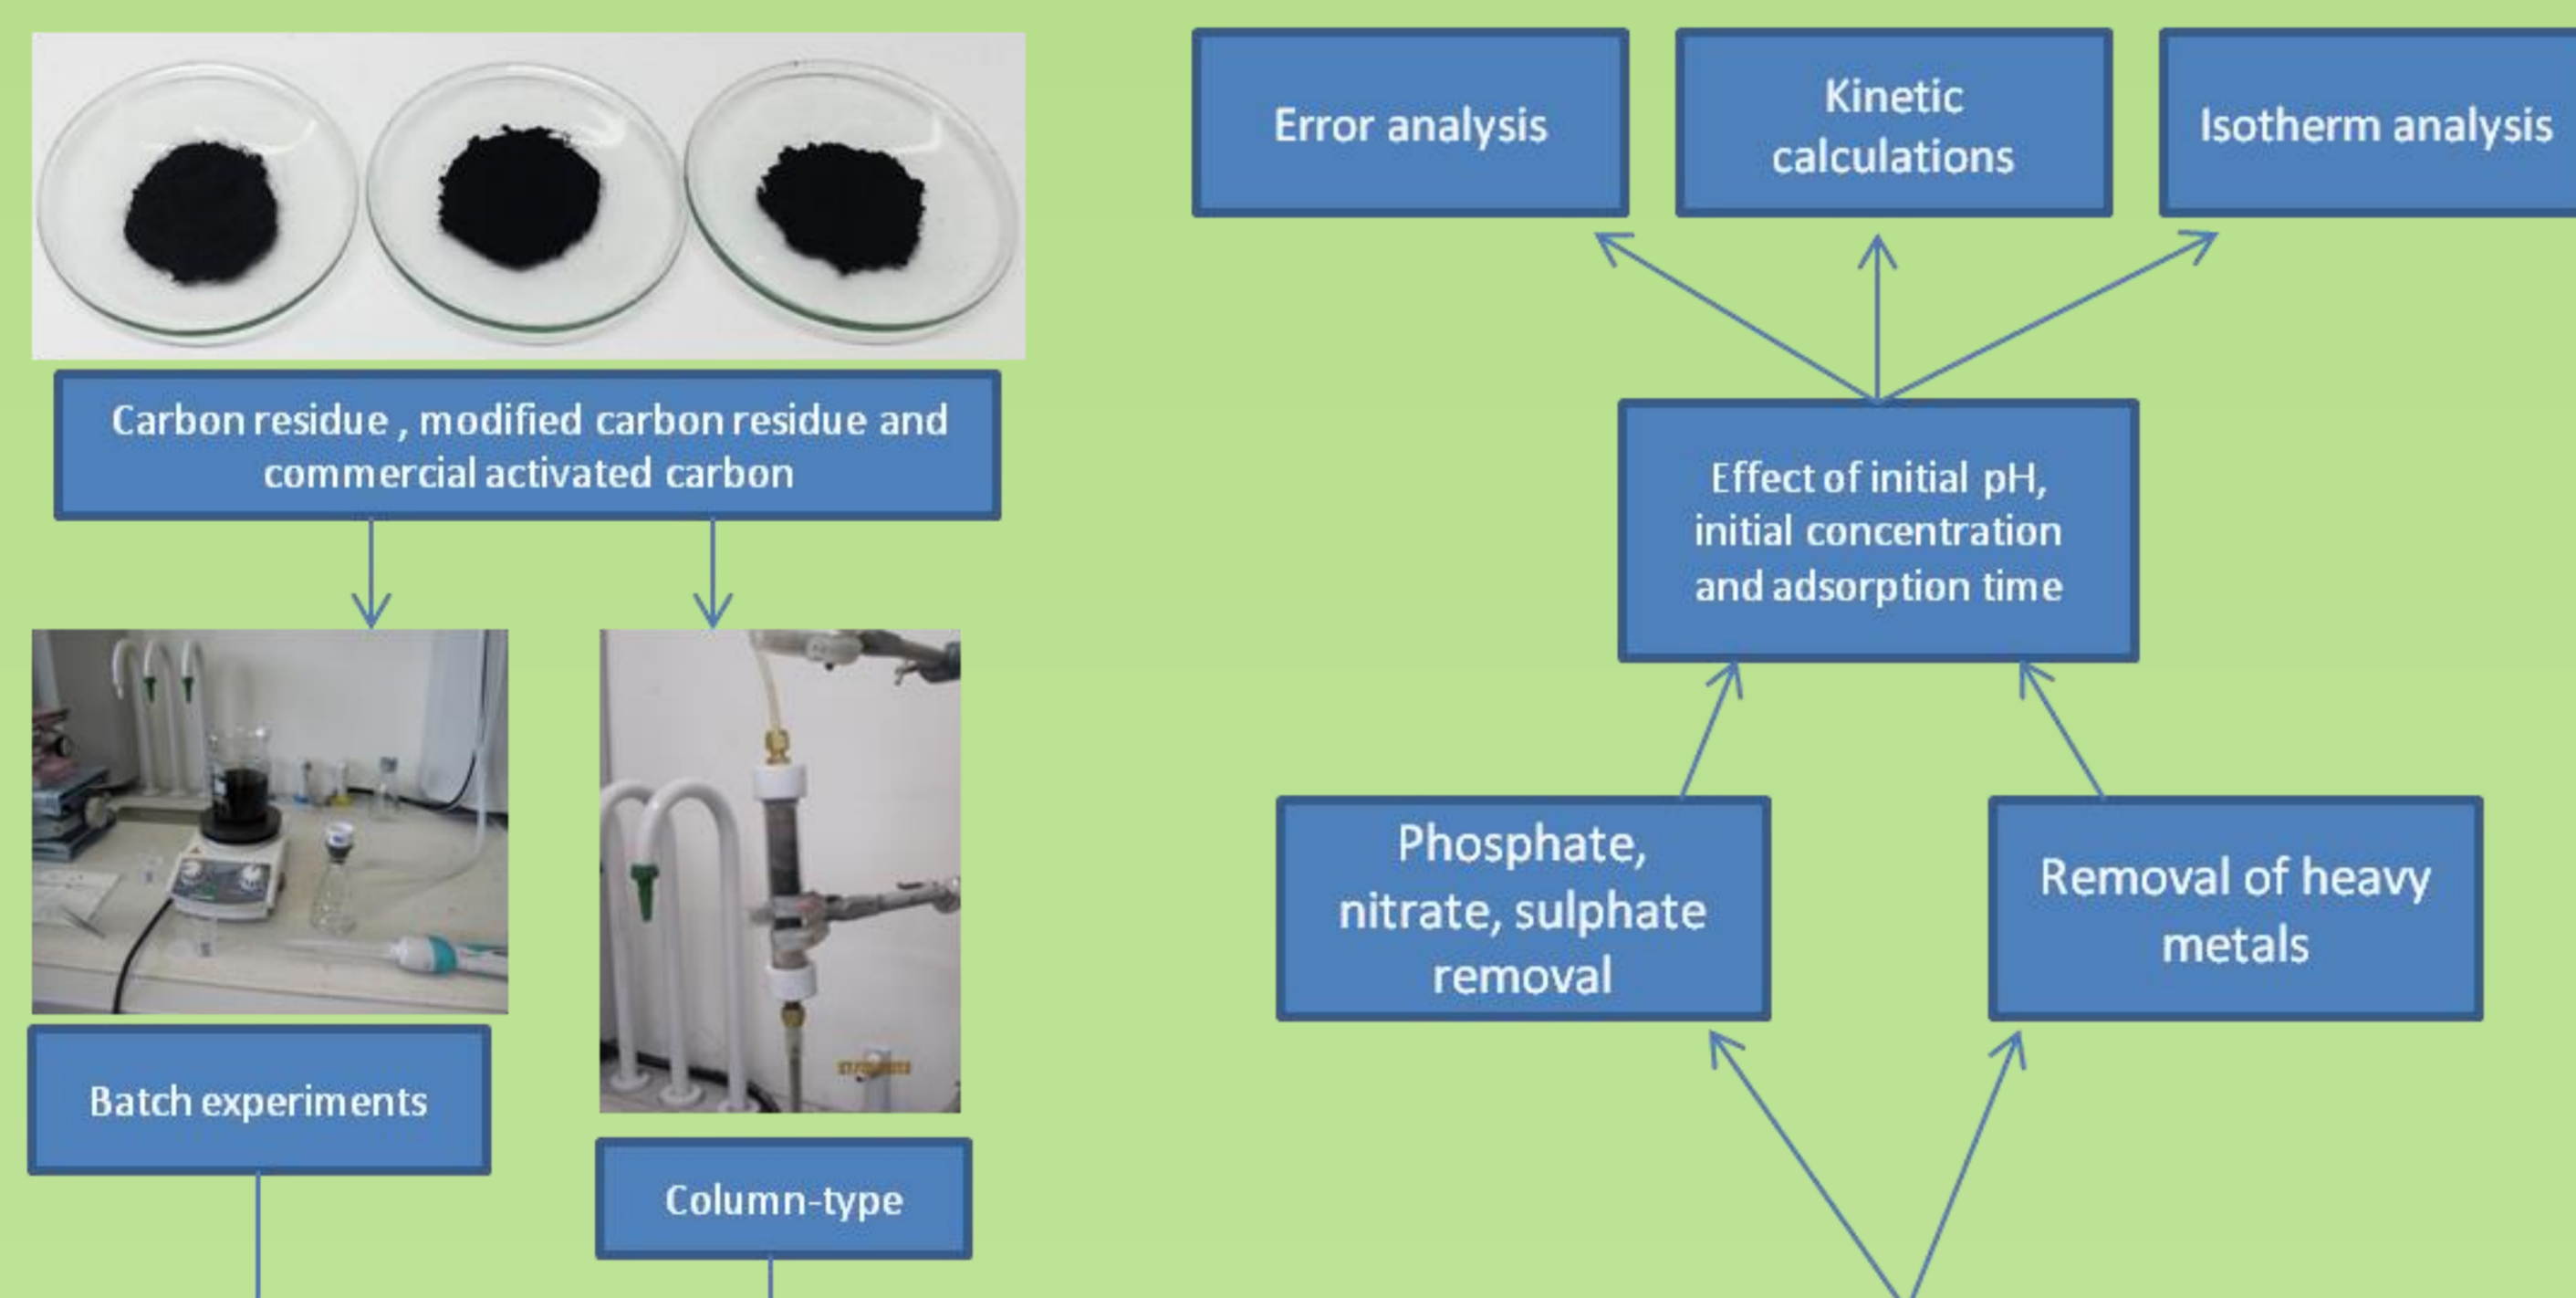 Error analysis
Kinetic
calculations
Isotherm analysis
Carbon residue , modified carbon residue and
commercial activated carbon
Effect of initial pH,
initial concentration
and adsorption time
Phosphate,
nitrate, sulphate
removal
Removal of heavy
metals
Batch experiments
Column-type